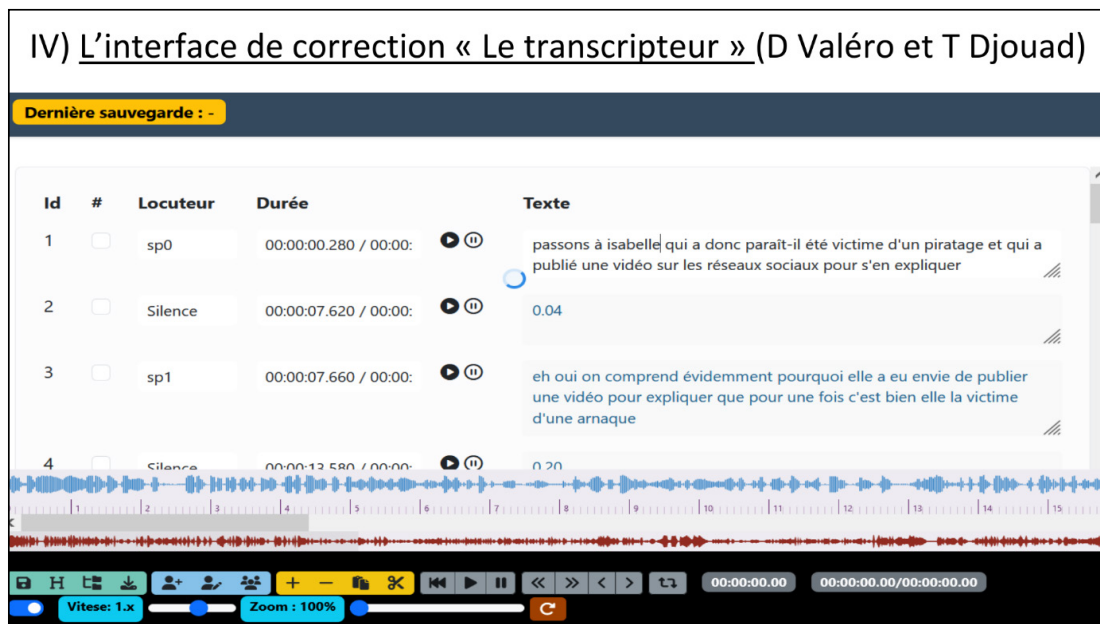 IV) L'interface de correction « Le transcripteur » (D Valéro et T Djouad)
Dernière sauvegarde : -
Id # Locuteur Durée Texte
1 sp0 00:00:00.280 / 00:00: passons à isabelle qui a donc paraît-il été victime d'un piratage et qui a
publié une vidéo sur les réseaux sociaux pour s'en expliquer
2 Silence 00:00:07.620 / 00:00: 0.04
3 sp1 00:00:07.660 / 00:00: eh oui on comprend évidemment pourquoi elle a eu envie de publier
une vidéo pour expliquer que pour une fois c'est bien elle la victime
d'une arnaque
4 Silence 00:00:13.580 / 00:00: 0.20
1 2 3 4 5 6 7 8 9 10 11 12 13 14 15
H 00:00:00.00 00:00:00.00/00:00:00.00
Vitese: 1.x Zoom : 100%